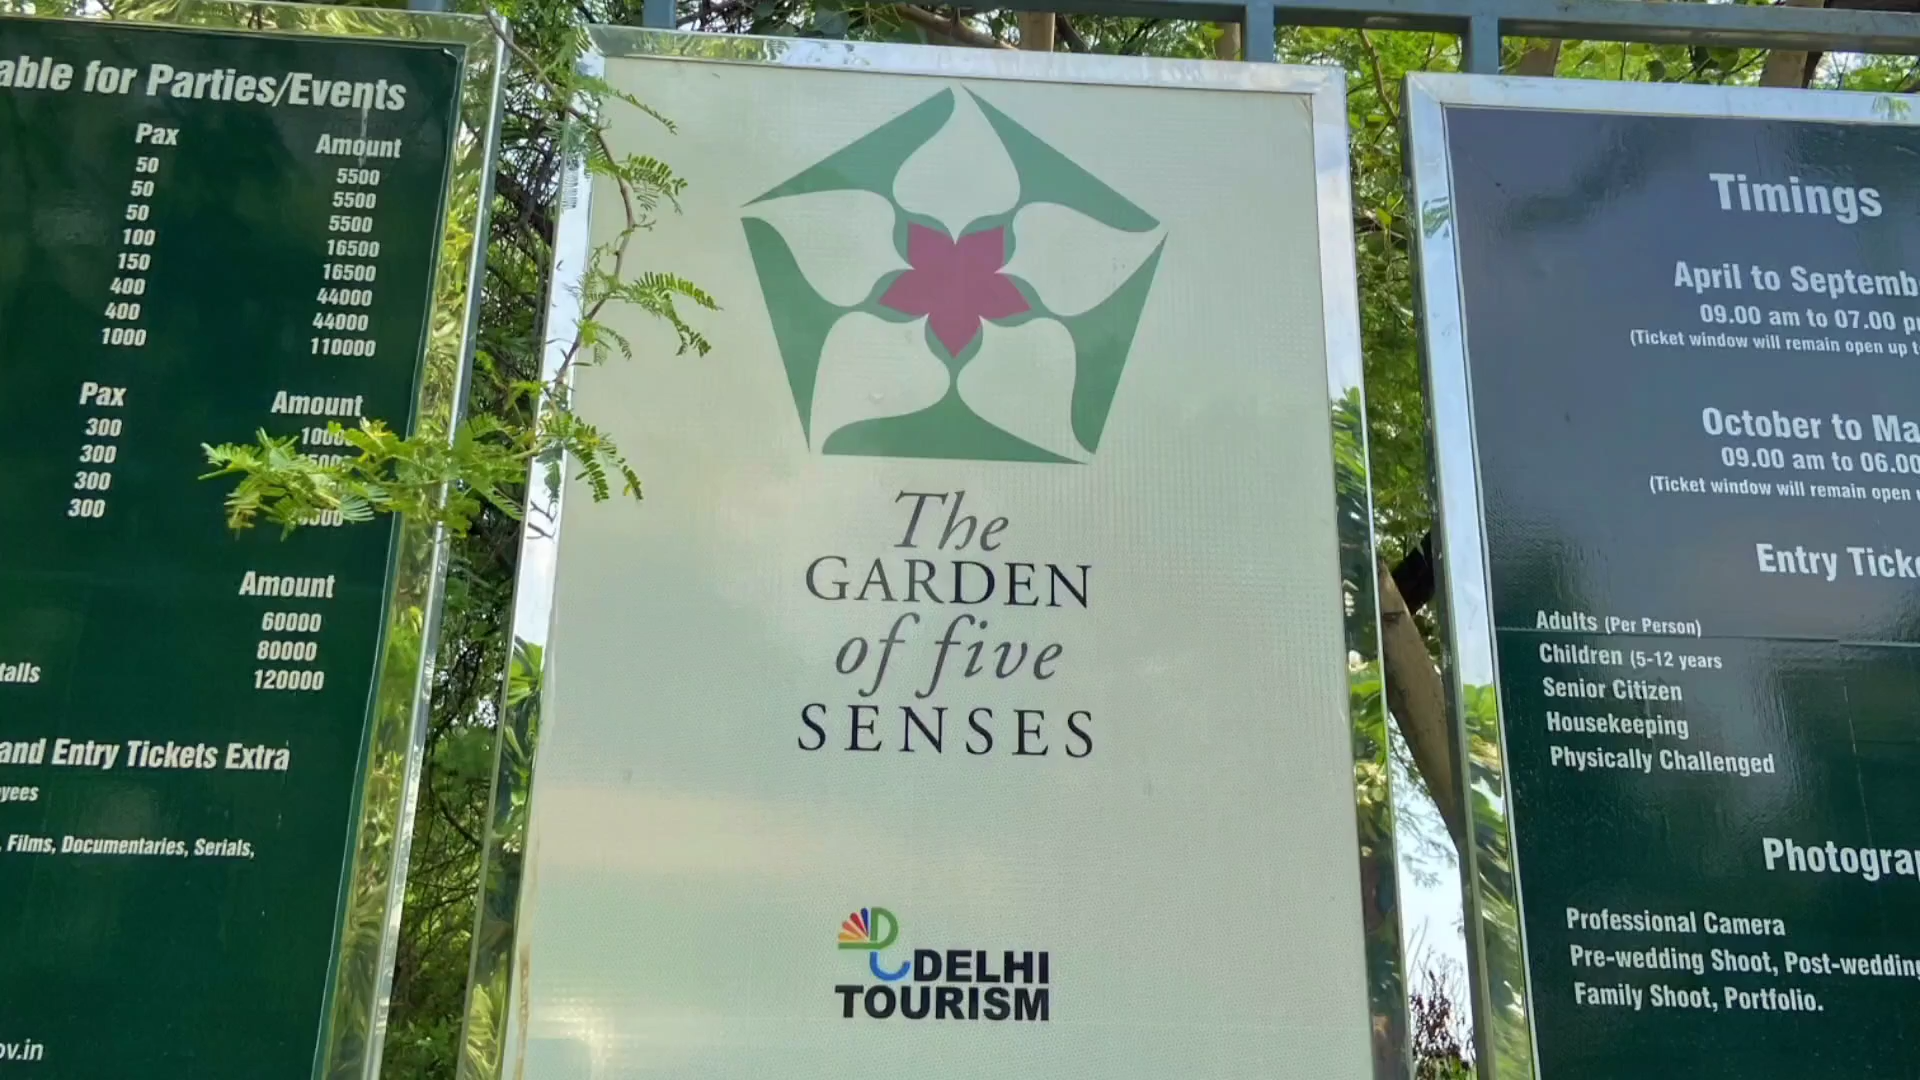 able for Parties/Events
Pax Amount
50 5500
50 5500
50 5500
100 16500
150 16500
400 44000
400 44000
1000 110000
Pax Amount
300
300
300
300
Amount
60000
80000
talls 120000
and Entry Tickets Extra
yees
, Films, Documentaries, Serials,
ov.in
The
GARDEN
of five
SENSES
DELHI
TOURISM
Timings
April to Septemb
09.00 am to 07.00 p
(Ticket window will remain open up t
October to Ma
09.00 am to 06.00
(Ticket window will remain open
Entry Tick
Adults (Per Person)
Children (5-12 years
Senior Citizen
Housekeeping
Physically Challenged
Photogra
Professional Camera
Pre-wedding Shoot, Post-wedding
Family Shoot, Portfolio.